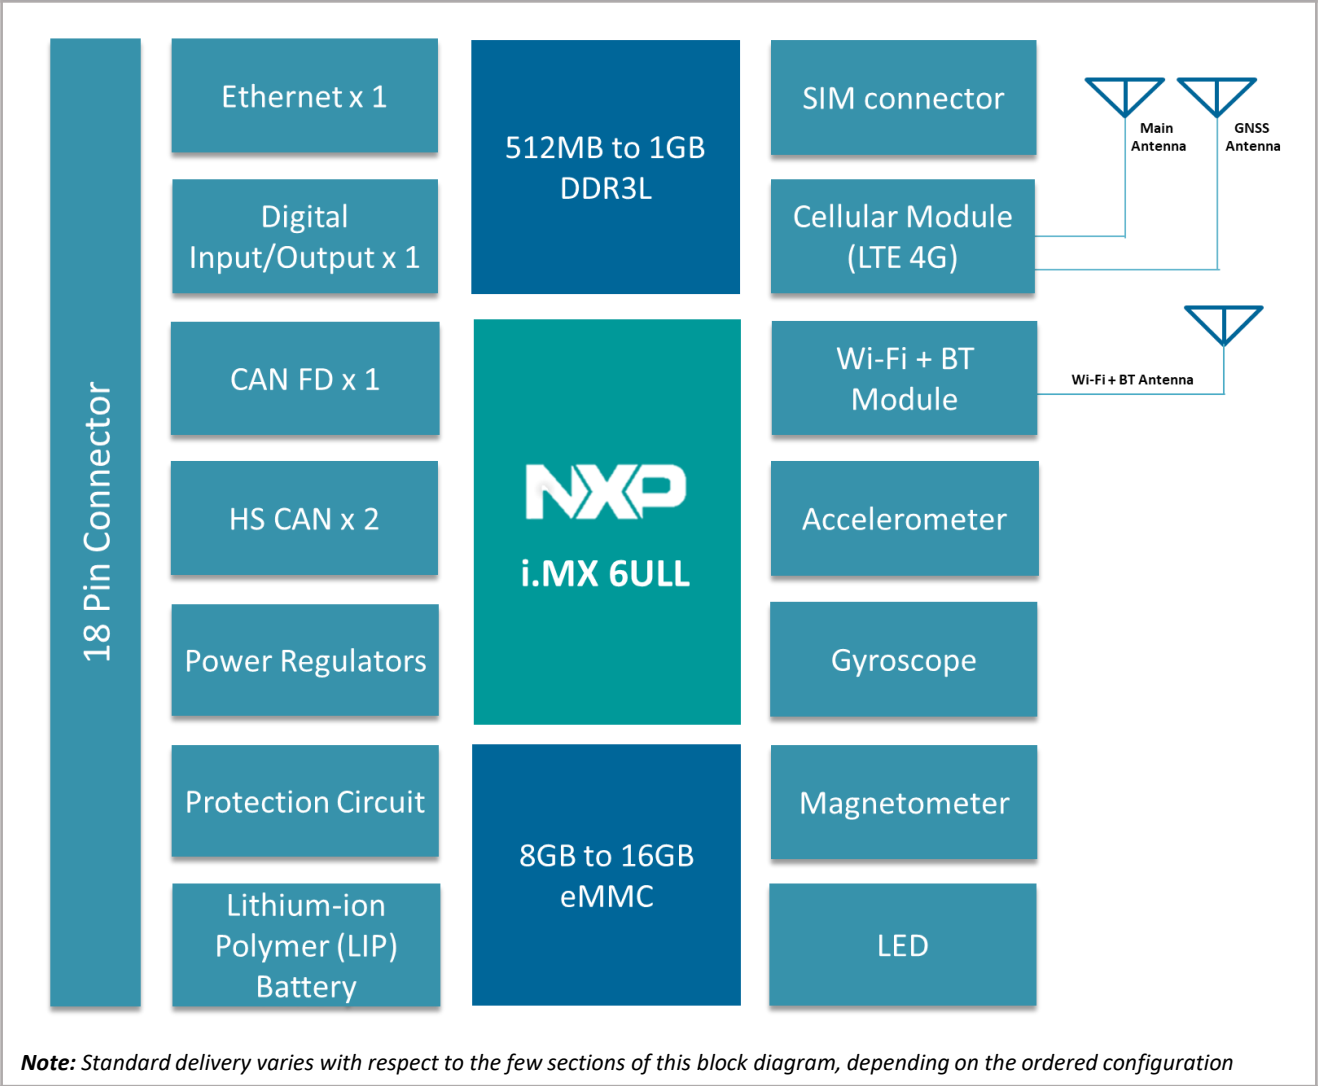 18 Pin Connector
Ethernet x 1
Digital
Input/Output x 1
CAN FD x 1
HS CAN x 2
Power Regulators
Protection Circuit
Lithium-ion
Polymer (LIP)
Battery
512MB to 1GB
DDR3L
NXP
i.MX 6ULL
8GB to 16GB
eMMC
SIM connector
Cellular Module
(LTE 4G)
Wi-Fi + BT
Module
Accelerometer
Gyroscope
Magnetometer
LED
Main
Antenna
GNSS
Antenna
Wi-Fi + BT Antenna
Note: Standard delivery varies with respect to the few sections of this block diagram, depending on the ordered configuration